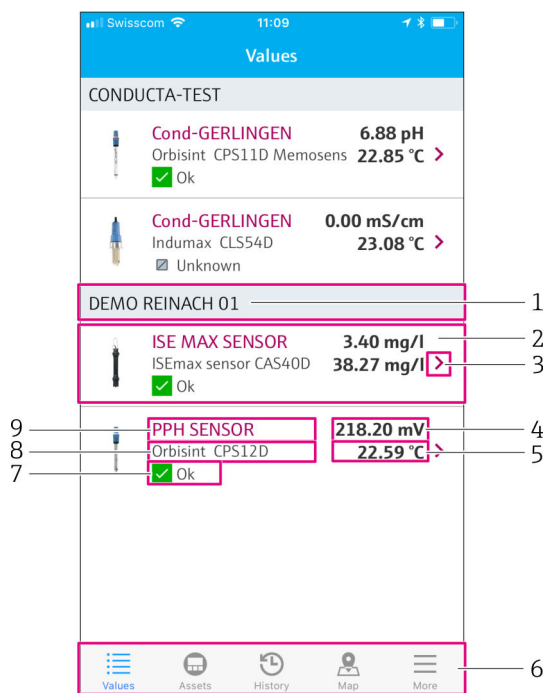 Swisscom 11:09
Values
CONDUCTA-TEST
Cond-GERLINGEN 6.88 pH
Orbisint CPS11D Memosens 22.85 °C
Ok
Cond-GERLINGEN 0.00 mS/cm
Indumax CLS54D 23.08 °C
Unknown
DEMO REINACH 01 1
2
ISE MAX SENSOR 3.40 mg/l
ISEmax sensor CAS40D 38.27 mg/l 3
Ok
9 PPH SENSOR 218.20 mV 4
8 Orbisint CPS12D 22.59 °C 5
7 Ok
6
Values Assets History Map More